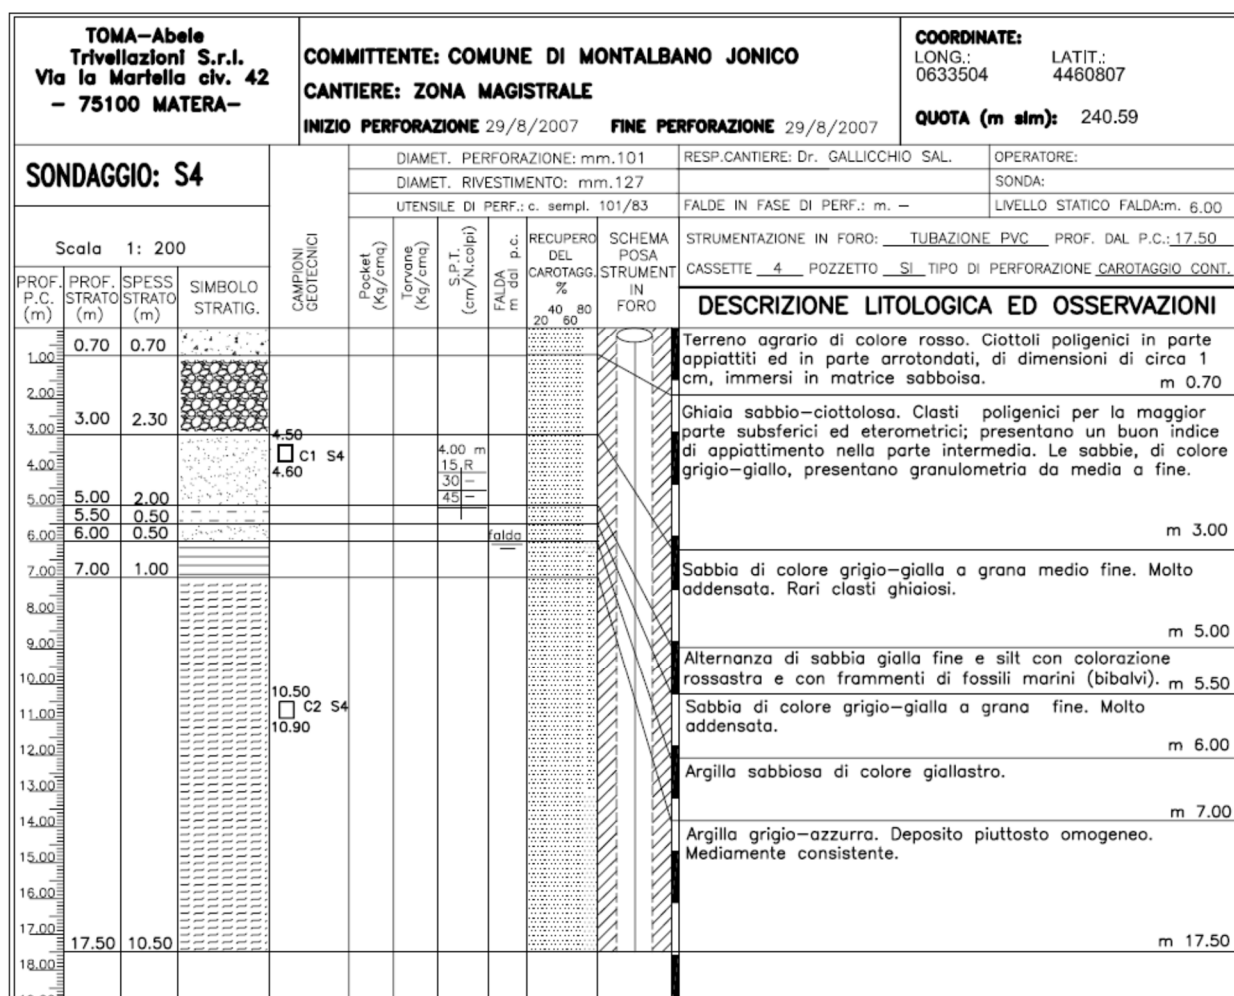 TOMA-Abele
Trivellazioni S.r.l.
Via la Martella civ. 42
- 75100 MATERA-
COMMITTENTE: COMUNE DI MONTALBANO JONICO
CANTIERE: ZONA MAGISTRALE
INIZIO PERFORAZIONE 29/8/2007 FINE PERFORAZIONE 29/8/2007
COORDINATE:
LONG.: LATIT.:
0633504 4460807
QUOTA (m slm): 240.59
SONDAGGIO: S4
DIAMET. PERFORAZIONE: mm.101
DIAMET. RIVESTIMENTO: mm.127
UTENSILE DI PERF.: c. sempl. 101/83
RESP.CANTIERE: Dr. GALLICCHIO SAL.
OPERATORE:
SONDA:
FALDE IN FASE DI PERF.: m. -
LIVELLO STATICO FALDA:m. 6.00
STRUMENTAZIONE IN FORO: TUBAZIONE PVC PROF. DAL P.C.: 17.50
CASSETTE 4 POZZETTO SI TIPO DI PERFORAZIONE CAROTAGGIO CONT.
Scala 1: 200
PROF. P.C. (m)
PROF. STRATO (m)
SPESS STRATO (m)
SIMBOLO STRATIG.
CAMPIONI GEOTECNICI
Pocket (Kg/cmq)
Torvane (Kg/cmq)
S.P.T. (cm/N.colpi)
FALDA m dal p.c.
RECUPERO DEL CAROTAGG. %
20 40 60 80
SCHEMA POSA STRUMENT IN FORO
DESCRIZIONE LITOLOGICA ED OSSERVAZIONI
1.00
2.00
3.00
4.00
5.00
6.00
7.00
8.00
9.00
10.00
11.00
12.00
13.00
14.00
15.00
16.00
17.00
18.00
0.70 0.70
3.00 2.30
5.00 2.00
5.50 0.50
6.00 0.50
7.00 1.00
17.50 10.50
4.50
C1 S4
4.60
10.50
C2 S4
10.90
4.00 m
15 R
30 -
45 -
falda
Terreno agrario di colore rosso. Ciottoli poligenici in parte
appiattiti ed in parte arrotondati, di dimensioni di circa 1
cm, immersi in matrice sabboisa.
m 0.70
Ghiaia sabbio-ciottolosa. Clasti poligenici per la maggior
parte subsferici ed eterometrici; presentano un buon indice
di appiattimento nella parte intermedia. Le sabbie, di colore
grigio-giallo, presentano granulometria da media a fine.
m 3.00
Sabbia di colore grigio-gialla a grana medio fine. Molto
addensata. Rari clasti ghiaiosi.
m 5.00
Alternanza di sabbia gialla fine e silt con colorazione
rossastra e con frammenti di fossili marini (bibalvi). m 5.50
Sabbia di colore grigio-gialla a grana fine. Molto
addensata.
m 6.00
Argilla sabbiosa di colore giallastro.
m 7.00
Argilla grigio-azzurra. Deposito piuttosto omogeneo.
Mediamente consistente.
m 17.50